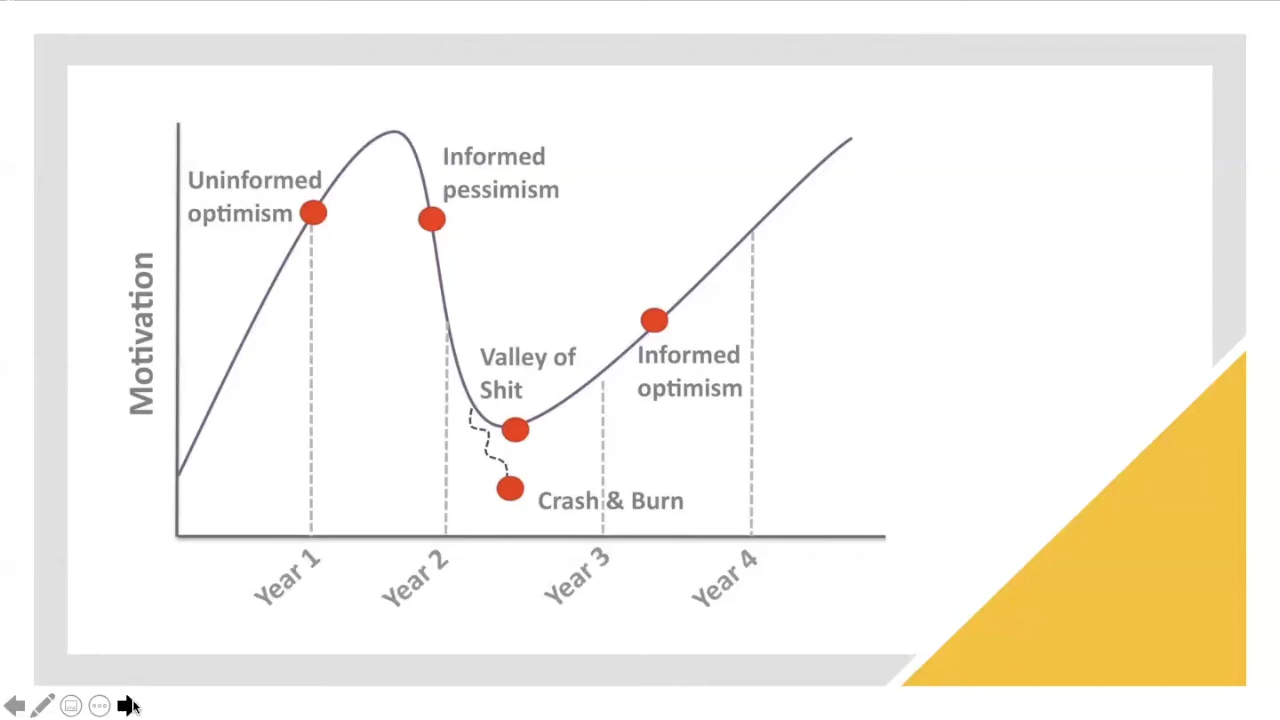 Uninformed
optimism
Informed
pessimism
Motivation
Valley of
Shit
Informed
optimism
Crash & Burn
Year 1
Year 2
Year 3
Year 4